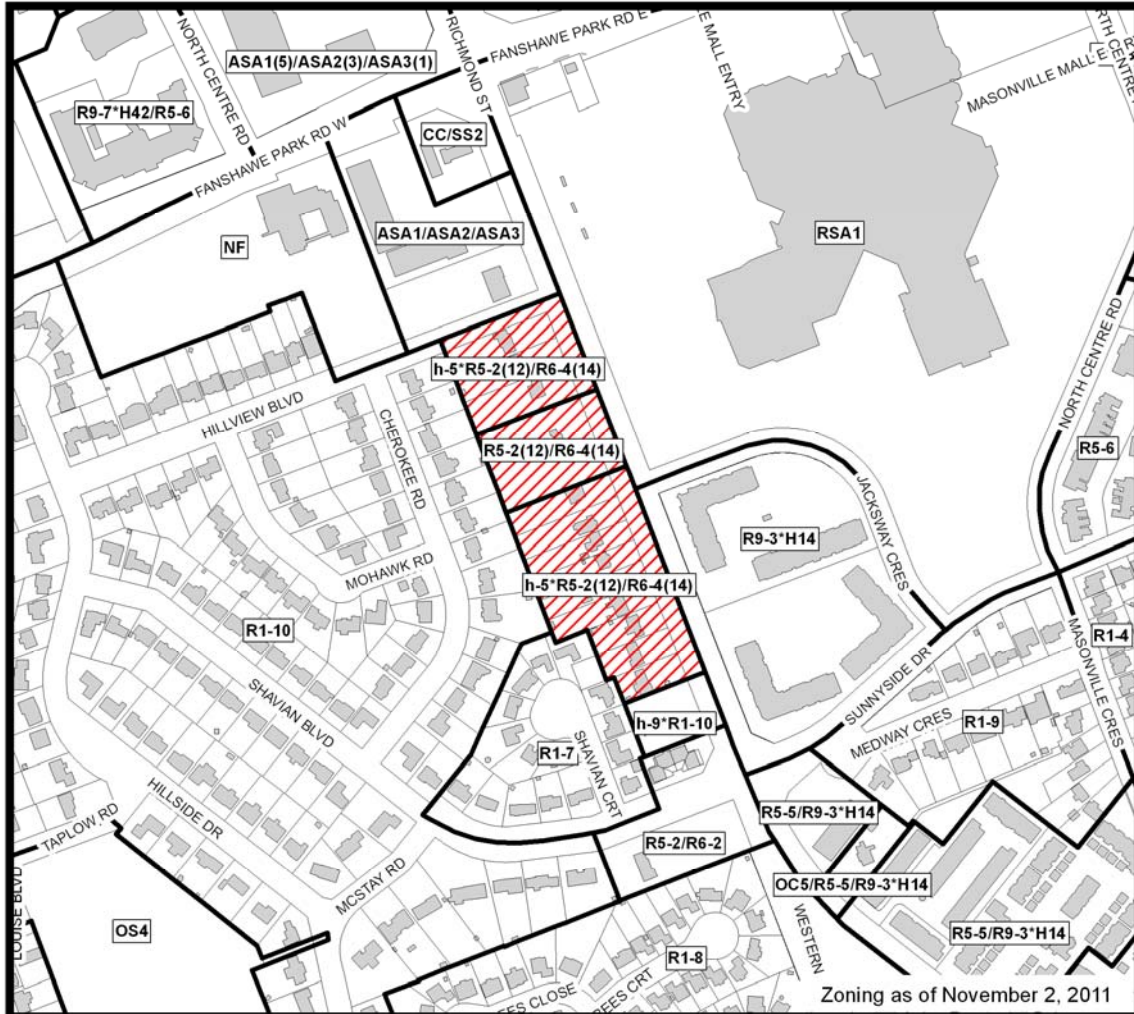 NORTH CENTRE RD
ASA1(5)/ASA2(3)/ASA3(1)
RICHMOND ST
FANSHAWE PARK RD E
E MALL ENTRY
RTH CENTRE
MASONVILLE MALL E
R9-7*H42/R5-6
CC/SS2
FANSHAWE PARK RD W
NF
ASA1/ASA2/ASA3
RSA1
h-5*R5-2(12)/R6-4(14)
HILLVIEW BLVD
CHEROKEE RD
R5-2(12)/R6-4(14)
NORTH CENTRE RD
R5-6
JACKSWAY CRES
R9-3*H14
MOHAWK RD
h-5*R5-2(12)/R6-4(14)
R1-10
R1-4
SHAVIAN BLVD
SUNNYSIDE DR
MASONVILLE CRES
h-9*R1-10
R1-9
MEDWAY CRES
R1-7
SHAVIAN CRT
HILLSIDE DR
TAPLOW RD
R5-5/R9-3*H14
R5-2/R6-2
MCSTAY RD
OC5/R5-5/R9-3*H14
LOUISE BLVD
OS4
R5-5/R9-3*H14
WESTERN
R1-8
EES CLOSE
REES CRT
Zoning as of November 2, 2011